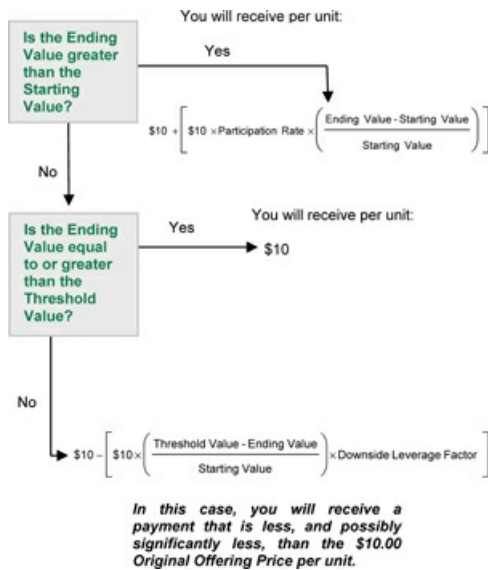 You will receive per unit:
Is the Ending
Value greater
than the
Starting
Value?
Yes
$10 + [ $10 × Participation Rate × ( Ending Value - Starting Value / Starting Value ) ]
No
Is the Ending
Value equal
to or greater
than the
Threshold
Value?
Yes
You will receive per unit:
$10
No
$10 – [ $10 × ( Threshold Value - Ending Value / Starting Value ) × Downside Leverage Factor ]
In this case, you will receive a
payment that is less, and possibly
significantly less, than the $10.00
Original Offering Price per unit.